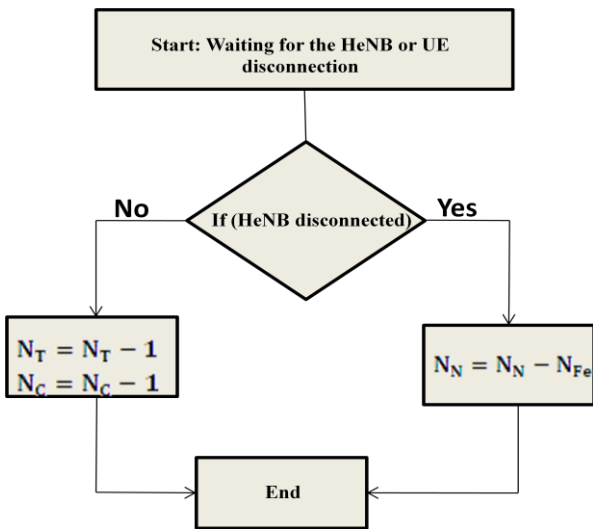 Start: Waiting for the HeNB or UE
disconnection
No
Yes
If (HeNB disconnected)
N_T = N_T − 1
N_C = N_C − 1
N_N = N_N − N_Fe
End